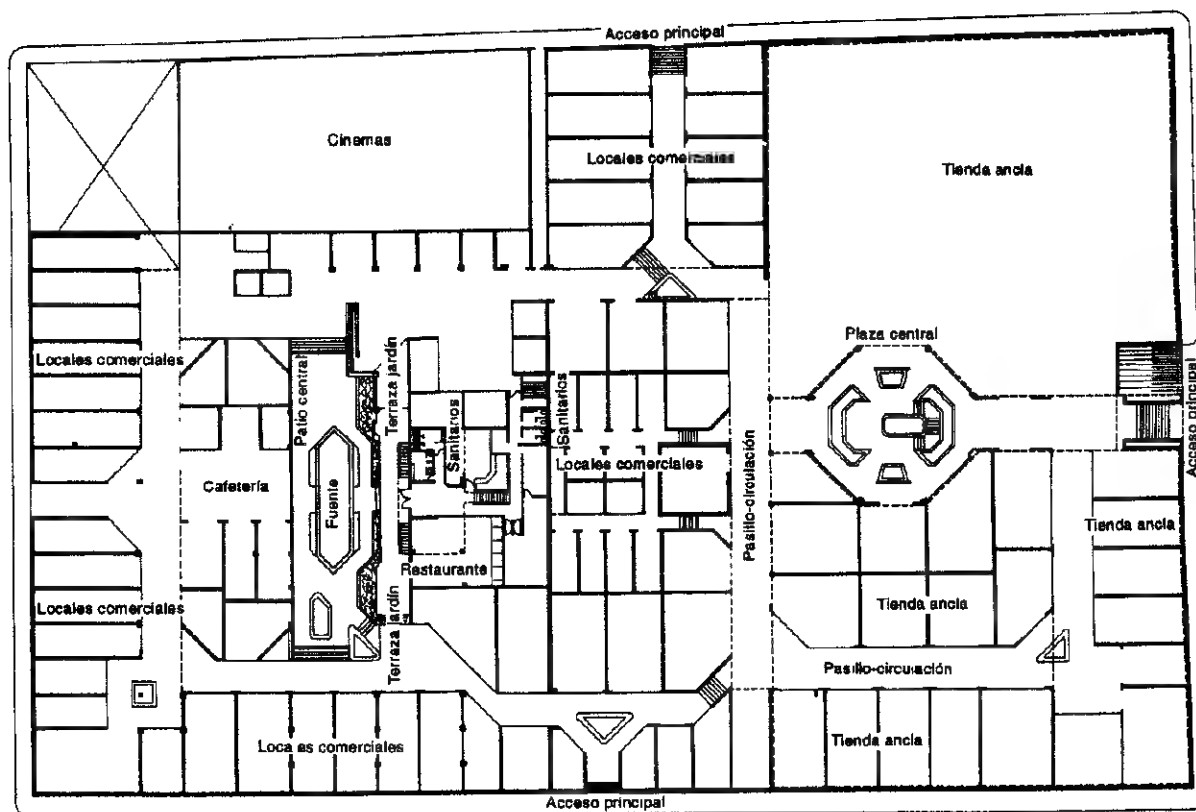 Acceso principal
Cinemas
Locales comerciales
Tienda ancla
Plaza central
Locales comerciales
Patio central
Terraza jardín
Sanitarios
Sanitarios
Acceso principal
Locales comerciales
Cafetería
Fuente
Pasillo-circulación
Tienda ancla
Restaurante
Locales comerciales
Tienda ancla
Terraza jardín
Pasillo-circulación
Loca es comerciales
Tienda ancla
Acceso principal